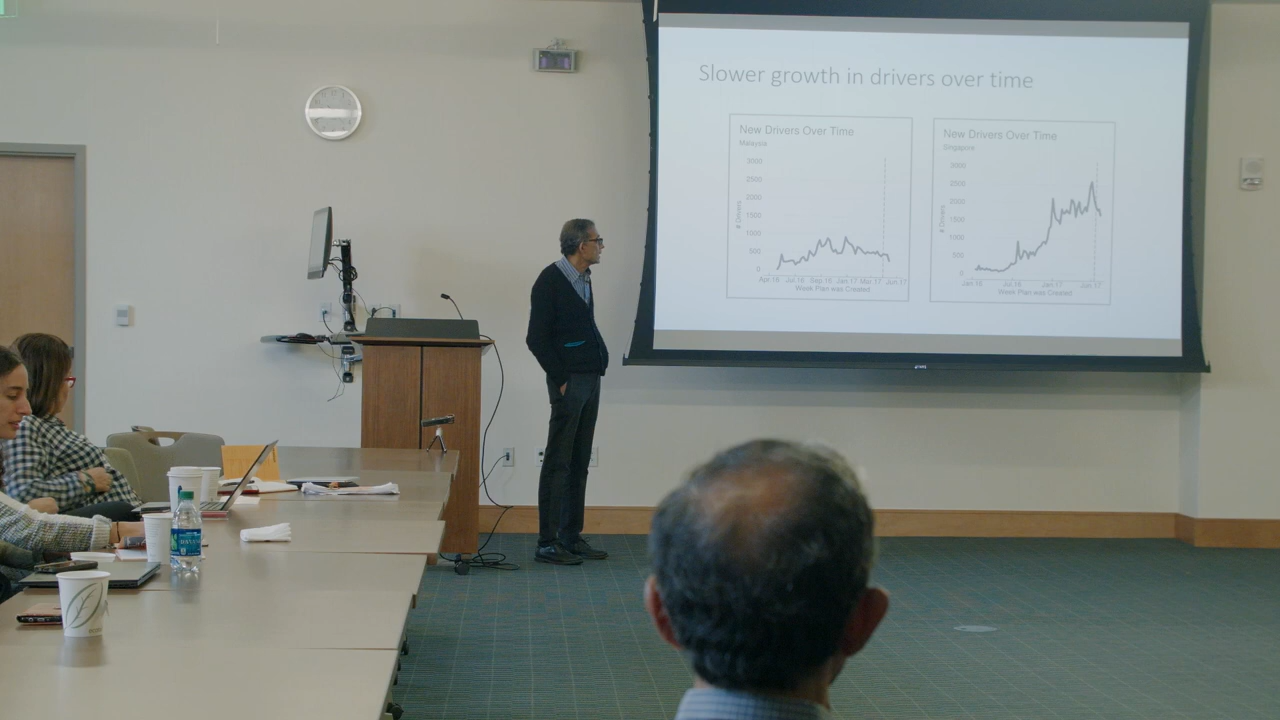 Slower growth in drivers over time
New Drivers Over Time
Malaysia
3000
2500
2000
1500
1000
500
0
# Drivers
Apr 16 Jul 16 Sep 16 Nov 16 Jan 17 Mar 17 Jun 17
Week Plan was Created
New Drivers Over Time
Singapore
3000
2500
2000
1500
1000
500
0
# Drivers
Jan 16 Jul 16 Jan 17 Jun 17
Week Plan was Created